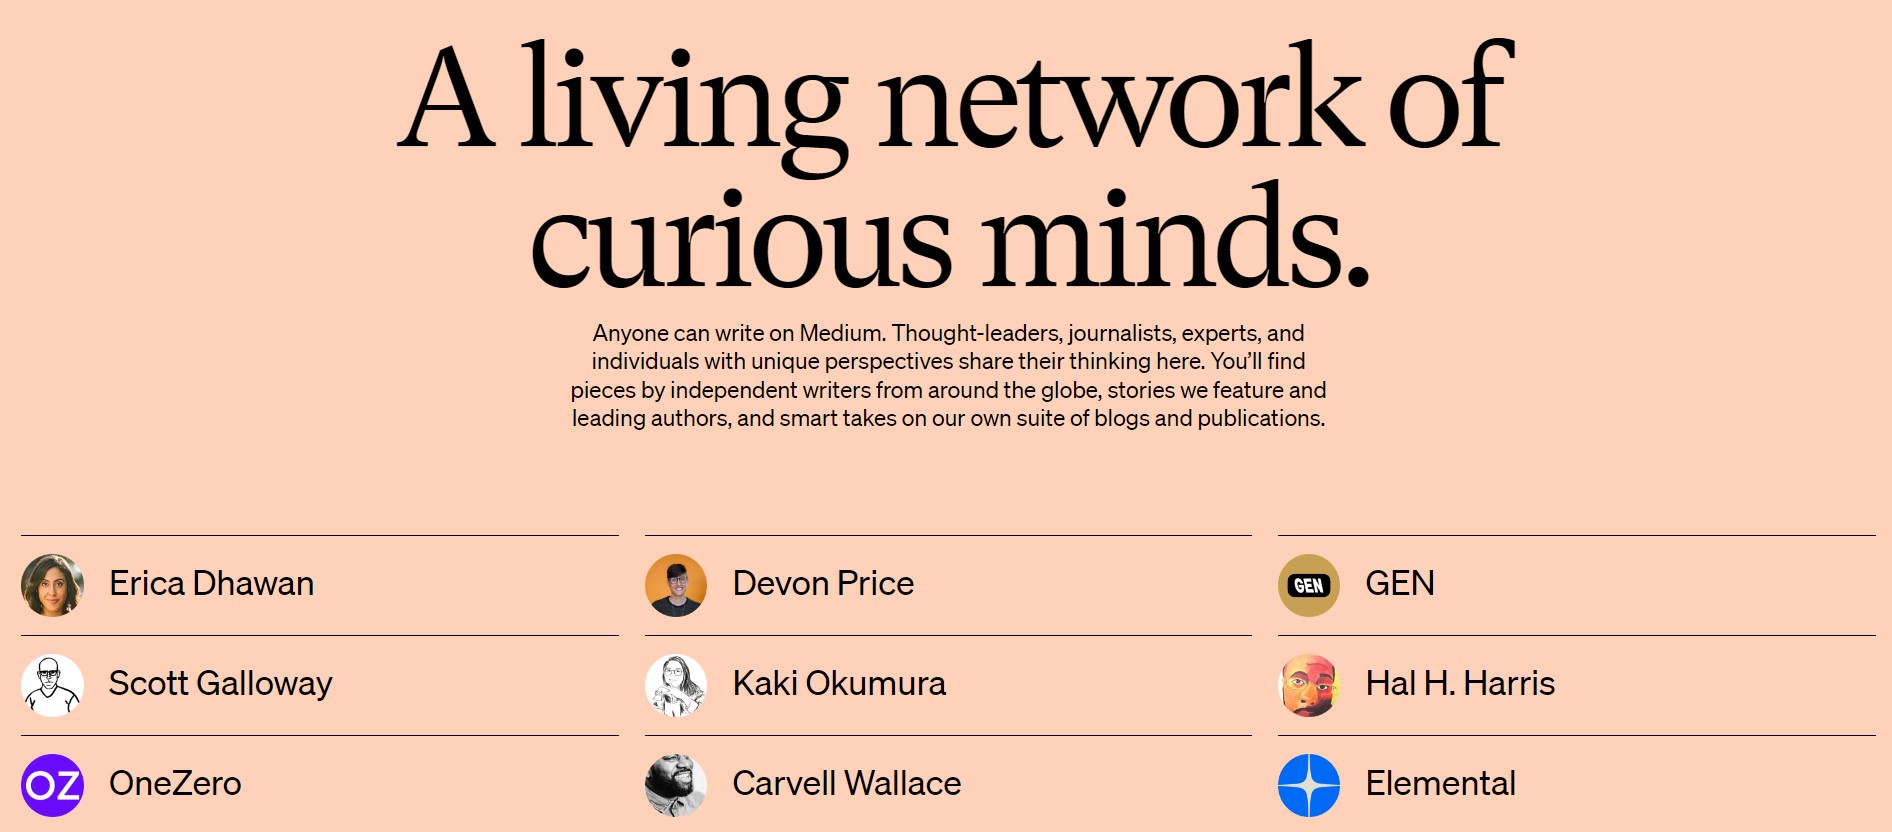 A living network of
curious minds.
Anyone can write on Medium. Thought-leaders, journalists, experts, and
individuals with unique perspectives share their thinking here. You’ll find
pieces by independent writers from around the globe, stories we feature and
leading authors, and smart takes on our own suite of blogs and publications.
Erica Dhawan
Devon Price
GEN
GEN
Scott Galloway
Kaki Okumura
Hal H. Harris
OZ
OneZero
Carvell Wallace
Elemental